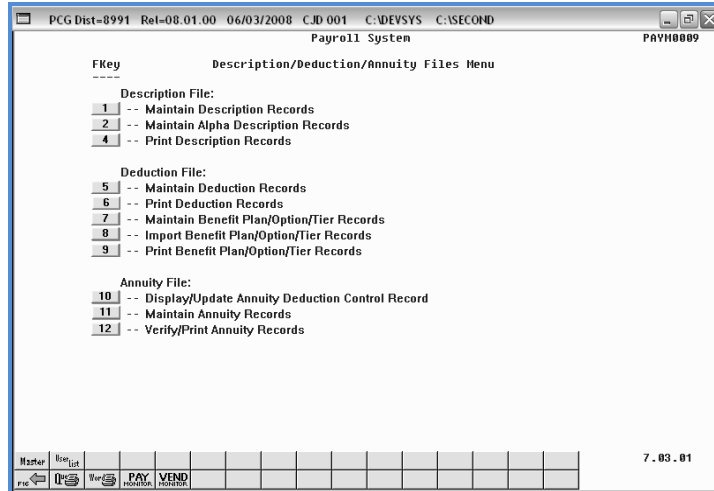 PCG Dist=8991 Rel=08.01.00 06/03/2008 CJD 001 C:\DEVSYS C:\SECOND
Payroll System PAYM0009
FKey Description/Deduction/Annuity Files Menu
----
Description File:
1 -- Maintain Description Records
2 -- Maintain Alpha Description Records
4 -- Print Description Records
Deduction File:
5 -- Maintain Deduction Records
6 -- Print Deduction Records
7 -- Maintain Benefit Plan/Option/Tier Records
8 -- Import Benefit Plan/Option/Tier Records
9 -- Print Benefit Plan/Option/Tier Records
Annuity File:
10 -- Display/Update Annuity Deduction Control Record
11 -- Maintain Annuity Records
12 -- Verify/Print Annuity Records
Master User list 7.03.01
F16 Que Word PAY MONITOR VEND MONITOR